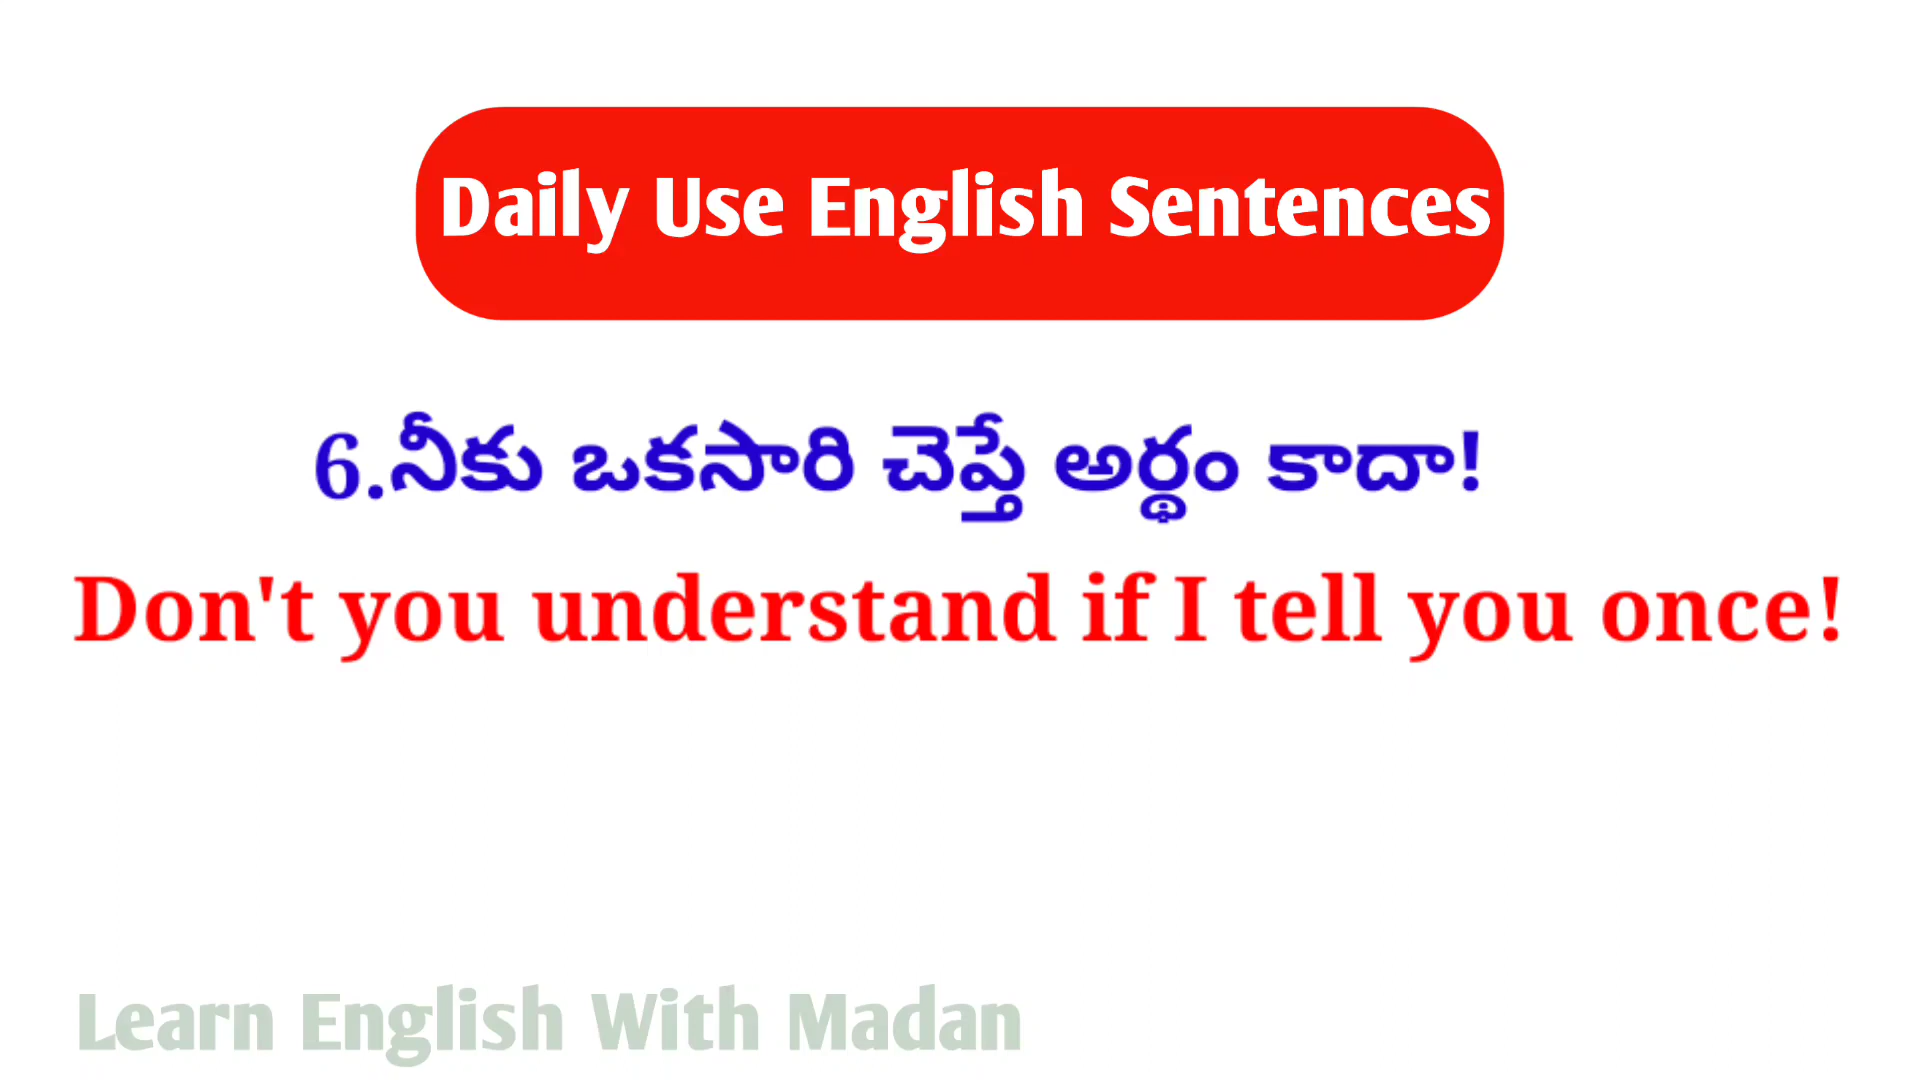 Daily Use English Sentences
6.నీకు ఒకసారి చెప్తే అర్థం కాదా!
Don't you understand if I tell you once!
Learn English With Madan